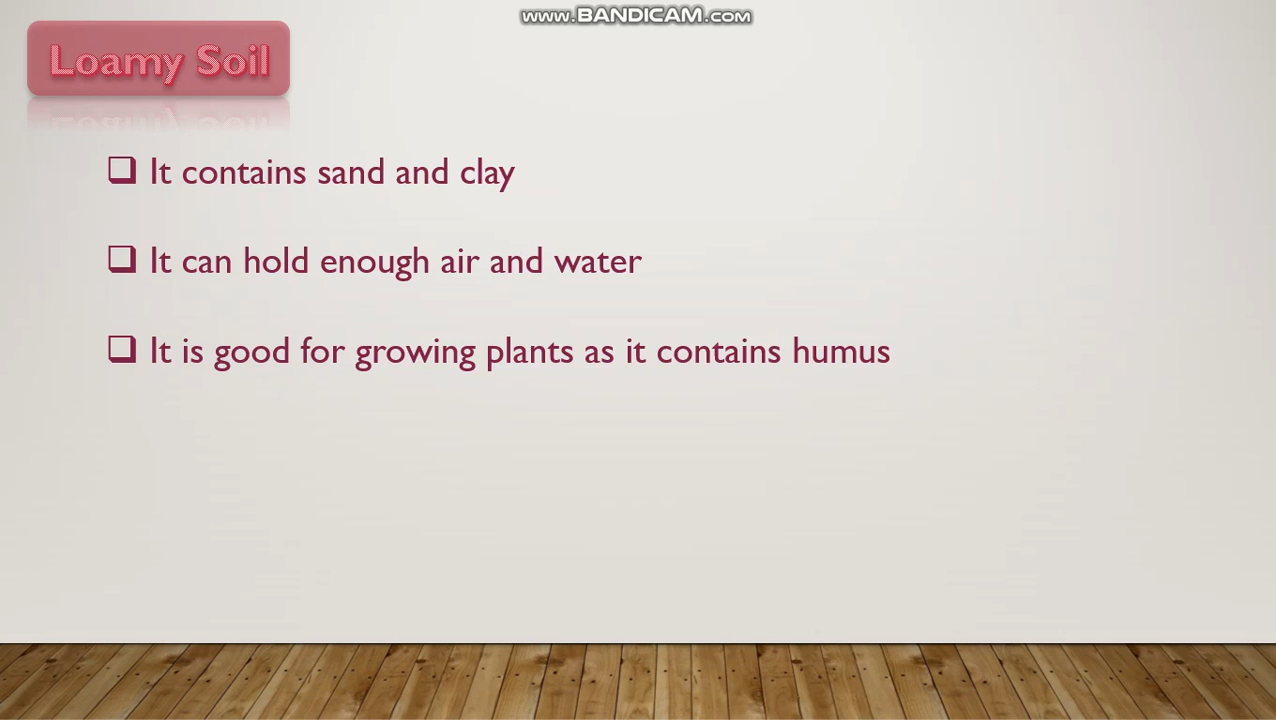 www.BANDICAM.com
Loamy Soil
It contains sand and clay
It can hold enough air and water
It is good for growing plants as it contains humus